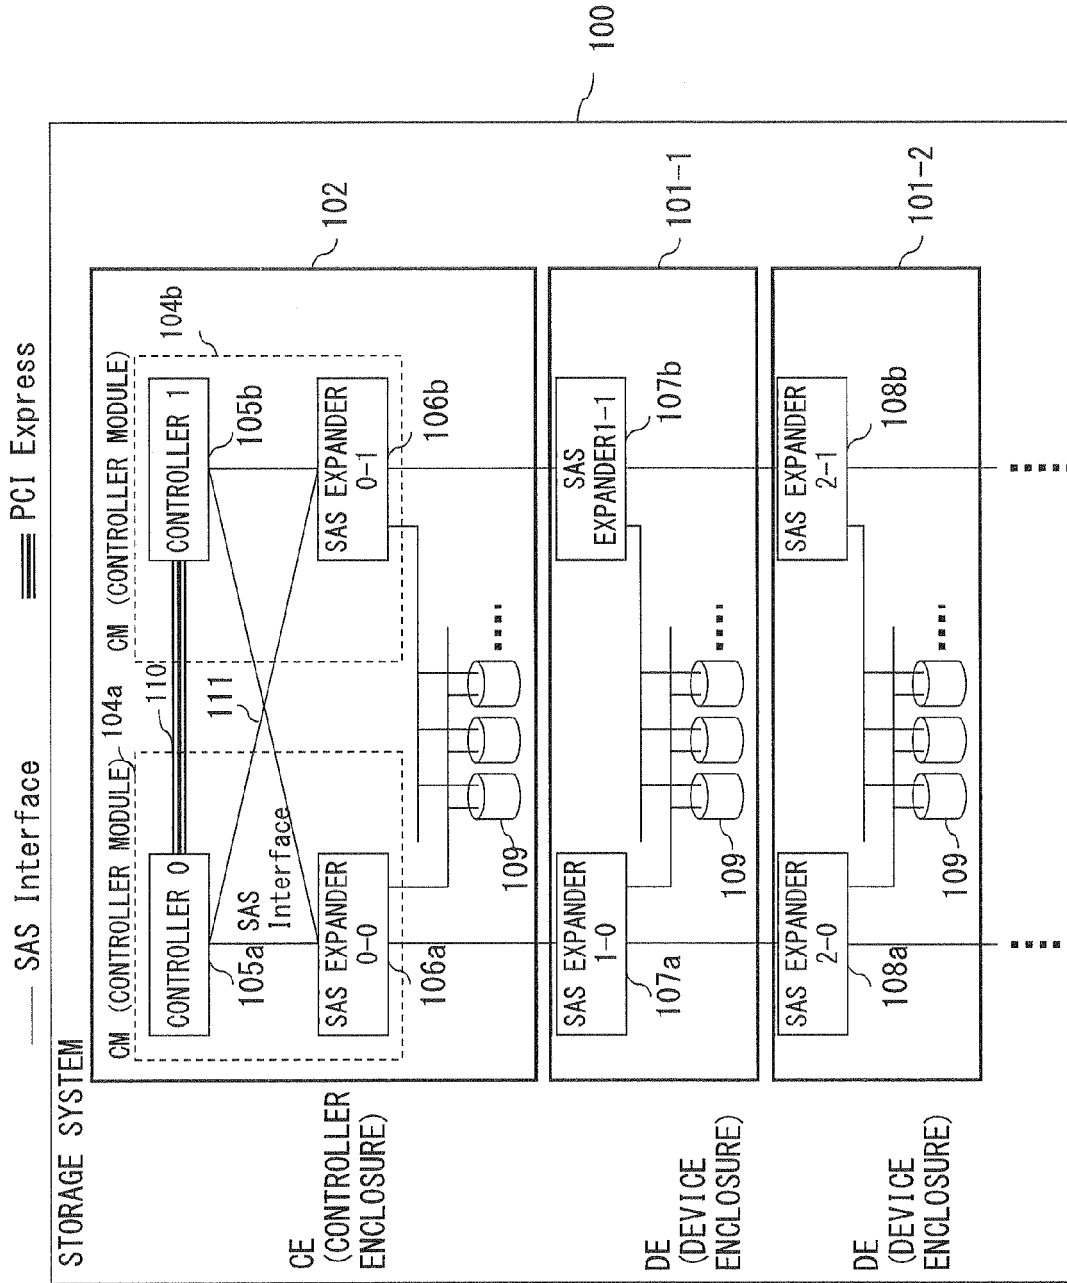 SAS Interface
PCI Express
STORAGE SYSTEM
100
CE
(CONTROLLER
ENCLOSURE)
102
CM (CONTROLLER MODULE)
104a
CM (CONTROLLER MODULE)
104b
CONTROLLER 0
105a
110
CONTROLLER 1
105b
SAS
Interface
111
SAS EXPANDER
0-0
106a
SAS EXPANDER
0-1
106b
109
DE
(DEVICE
ENCLOSURE)
101-1
SAS EXPANDER
1-0
107a
SAS
EXPANDER1-1
107b
109
DE
(DEVICE
ENCLOSURE)
101-2
SAS EXPANDER
2-0
108a
SAS EXPANDER
2-1
108b
109